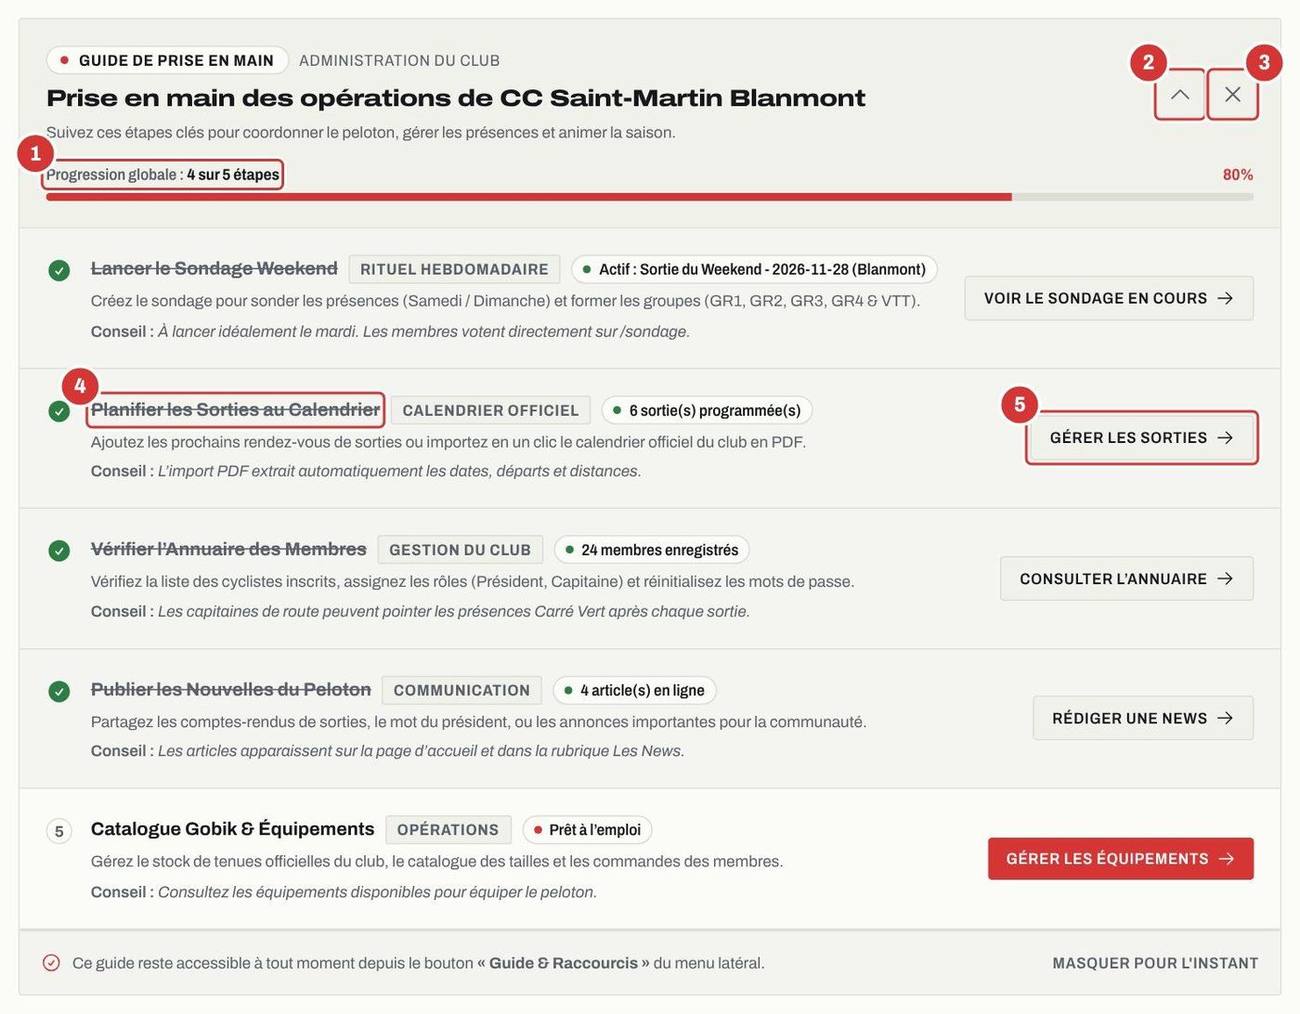 GUIDE DE PRISE EN MAIN ADMINISTRATION DU CLUB
2 3
Prise en main des opérations de CC Saint-Martin Blanmont
Suivez ces étapes clés pour coordonner le peloton, gérer les présences et animer la saison.
1
Progression globale : 4 sur 5 étapes 80%
Lancer le Sondage Weekend RITUEL HEBDOMADAIRE Actif : Sortie du Weekend - 2026-11-28 (Blanmont)
Créez le sondage pour sonder les présences (Samedi / Dimanche) et former les groupes (GR1, GR2, GR3, GR4 & VTT).
VOIR LE SONDAGE EN COURS →
Conseil : À lancer idéalement le mardi. Les membres votent directement sur /sondage.
4 5
Planifier les Sorties au Calendrier CALENDRIER OFFICIEL 6 sortie(s) programmée(s)
GÉRER LES SORTIES →
Ajoutez les prochains rendez-vous de sorties ou importez en un clic le calendrier officiel du club en PDF.
Conseil : L'import PDF extrait automatiquement les dates, départs et distances.
Vérifier l'Annuaire des Membres GESTION DU CLUB 24 membres enregistrés
Vérifiez la liste des cyclistes inscrits, assignez les rôles (Président, Capitaine) et réinitialisez les mots de passe.
CONSULTER L'ANNUAIRE →
Conseil : Les capitaines de route peuvent pointer les présences Carré Vert après chaque sortie.
Publier les Nouvelles du Peloton COMMUNICATION 4 article(s) en ligne
Partagez les comptes-rendus de sorties, le mot du président, ou les annonces importantes pour la communauté.
RÉDIGER UNE NEWS →
Conseil : Les articles apparaissent sur la page d'accueil et dans la rubrique Les News.
5 Catalogue Gobik & Équipements OPÉRATIONS Prêt à l'emploi
Gérez le stock de tenues officielles du club, le catalogue des tailles et les commandes des membres.
GÉRER LES ÉQUIPEMENTS →
Conseil : Consultez les équipements disponibles pour équiper le peloton.
Ce guide reste accessible à tout moment depuis le bouton « Guide & Raccourcis » du menu latéral. MASQUER POUR L'INSTANT